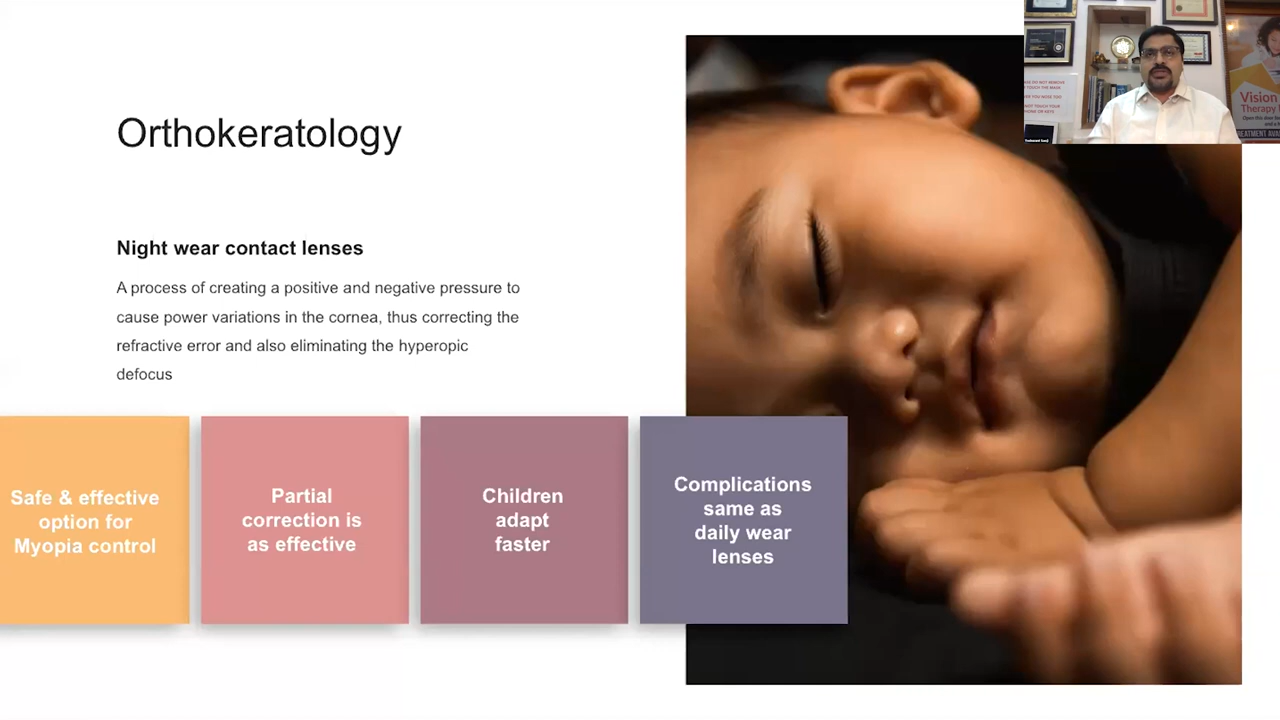 Orthokeratology
Night wear contact lenses
A process of creating a positive and negative pressure to
cause power variations in the cornea, thus correcting the
refractive error and also eliminating the hyperopic
defocus
Safe & effective
option for
Myopia control
Partial
correction is
as effective
Children
adapt
faster
Complications
same as
daily wear
lenses
Vision
Therapy